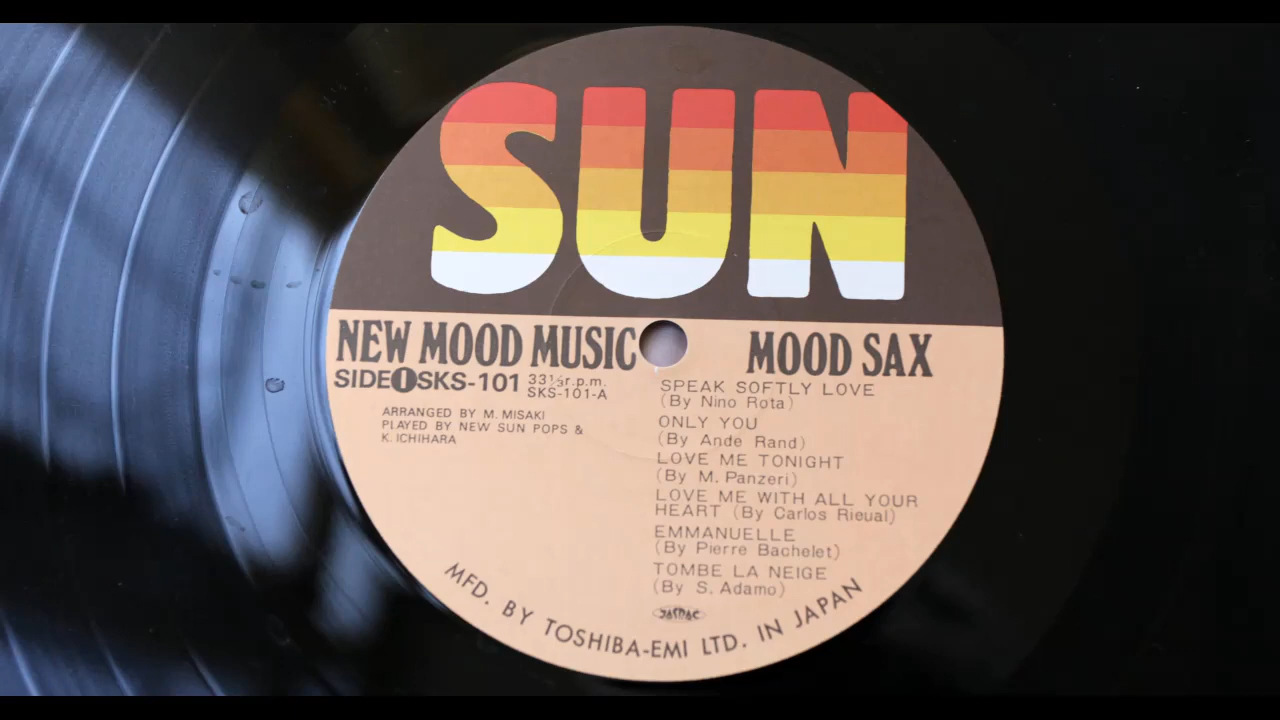 SUN
NEW MOOD MUSIC
SIDE 1 SKS-101 33⅓ r.p.m.
SKS-101-A
ARRANGED BY M. MISAKI
PLAYED BY NEW SUN POPS &
K. ICHIHARA
MOOD SAX
SPEAK SOFTLY LOVE
(By Nino Rota)
ONLY YOU
(By Ande Rand)
LOVE ME TONIGHT
(By M. Panzeri)
LOVE ME WITH ALL YOUR
HEART (By Carlos Rieual)
EMMANUELLE
(By Pierre Bachelet)
TOMBE LA NEIGE
(By S. Adamo)
JASRAC
MFD. BY TOSHIBA-EMI LTD. IN JAPAN